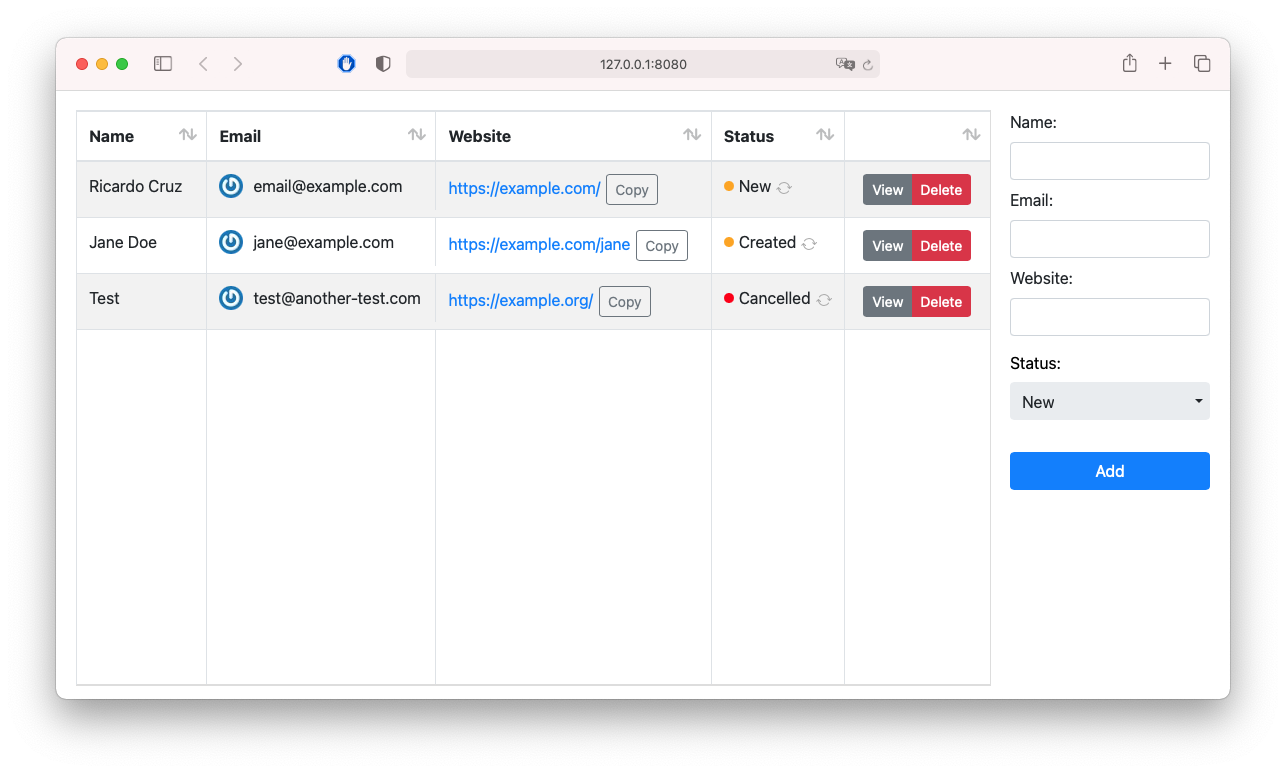 127.0.0.1:8080
Name Email Website Status
Ricardo Cruz email@example.com https://example.com/ Copy New View Delete
Jane Doe jane@example.com https://example.com/jane Copy Created View Delete
Test test@another-test.com https://example.org/ Copy Cancelled View Delete
Name:
Email:
Website:
Status:
New
Add